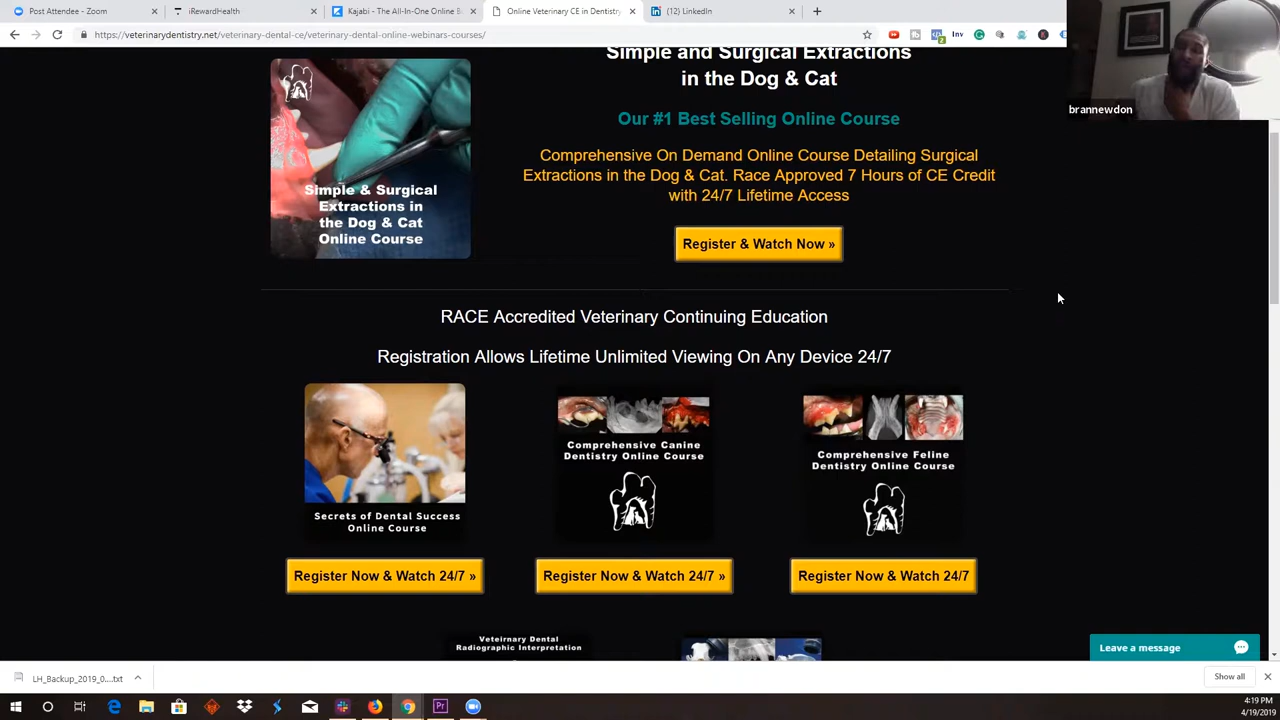 Post Attendee - Zoom
iRewardHealth
Kajabi - The All-In-One Online B
Online Veterinary CE in Dentistry
(12) LinkedIn
https://veterinarydentistry.net/veterinary-dental-ce/veterinary-dental-online-webinars-courses/
Inv
brannewdon
Simple and Surgical Extractions
in the Dog & Cat
Our #1 Best Selling Online Course
Comprehensive On Demand Online Course Detailing Surgical
Extractions in the Dog & Cat. Race Approved 7 Hours of CE Credit
with 24/7 Lifetime Access
Register & Watch Now »
Simple & Surgical
Extractions in
the Dog & Cat
Online Course
RACE Accredited Veterinary Continuing Education
Registration Allows Lifetime Unlimited Viewing On Any Device 24/7
Secrets of Dental Success
Online Course
Comprehensive Canine
Dentistry Online Course
Comprehensive Feline
Dentistry Online Course
Register Now & Watch 24/7 »
Register Now & Watch 24/7 »
Register Now & Watch 24/7
Veteirnary Dental
Radiographic Interpretation
Leave a message
LH_Backup_2019_0....txt
Show all
4:19 PM
4/19/2019